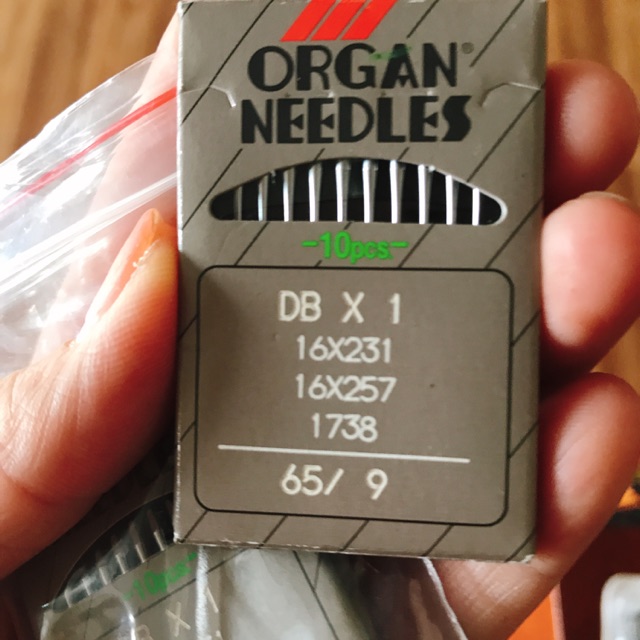 ORGAN®
NEEDLES
-10pcs.-
DB X 1
16X231
16X257
1738
65/ 9